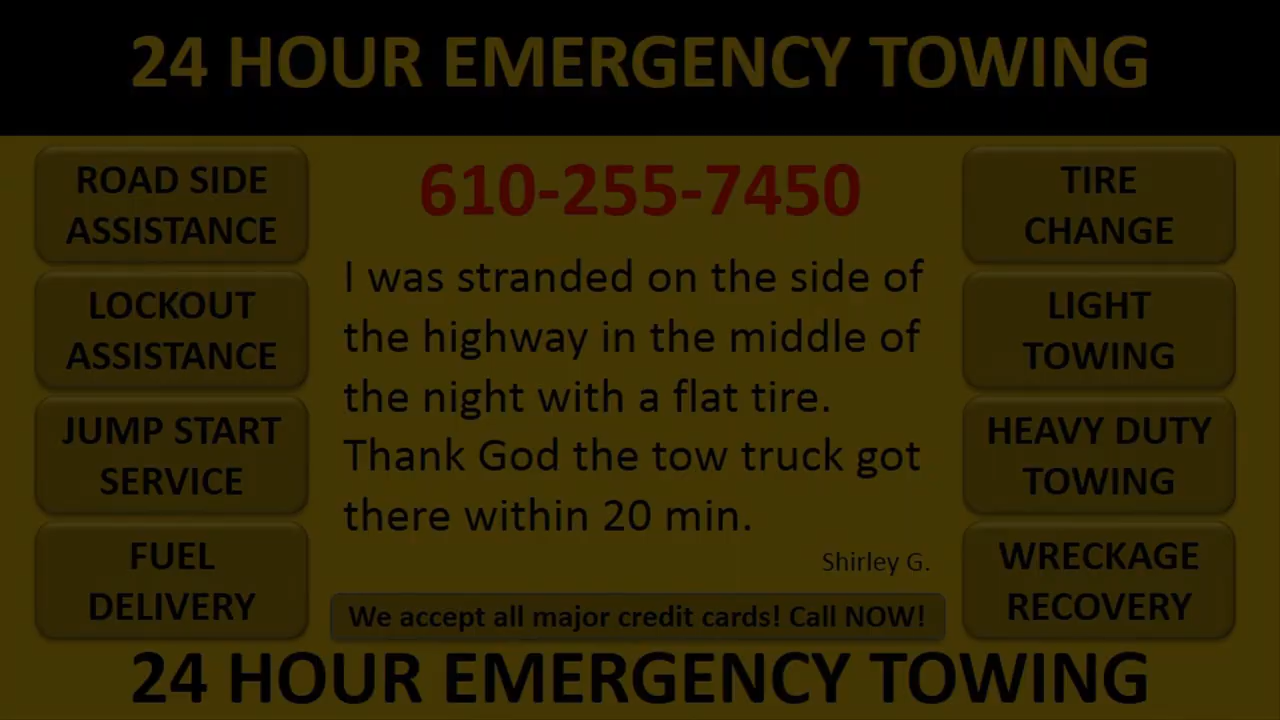 24 HOUR EMERGENCY TOWING
ROAD SIDE
ASSISTANCE
LOCKOUT
ASSISTANCE
JUMP START
SERVICE
FUEL
DELIVERY
610-255-7450
I was stranded on the side of
the highway in the middle of
the night with a flat tire.
Thank God the tow truck got
there within 20 min.
Shirley G.
We accept all major credit cards! Call NOW!
TIRE
CHANGE
LIGHT
TOWING
HEAVY DUTY
TOWING
WRECKAGE
RECOVERY
24 HOUR EMERGENCY TOWING